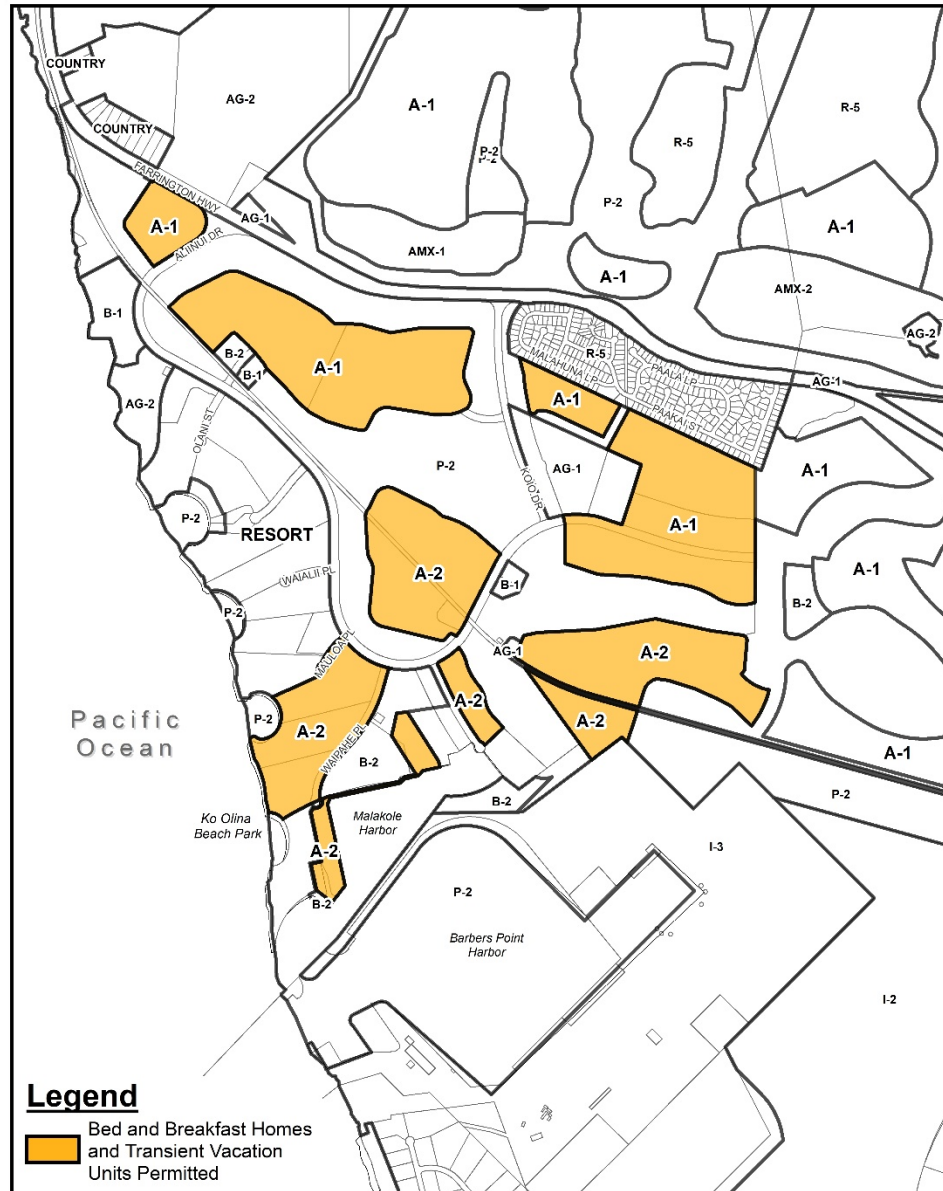 COUNTRY
AG-2
A-1
R-5
R-5
COUNTRY
P-2
P-2
FARRINGTON HWY
P-2
A-1
AG-1
A-1
ALIINUI DR
AMX-1
A-1
AMX-2
B-1
AG-2
B-2
R-5
PAALA LP
B-1
A-1
MALAHUNA LP
AG-1
AG-2
A-1
PAAKAI ST
OLANI ST
P-2
AG-1
A-1
KOIO DR
P-2
A-1
RESORT
A-2
A-1
WAIALII PL
B-1
B-2
P-2
MAULOA PL
AG-1
A-2
A-2
P-2
A-2
A-2
Pacific
Ocean
WAIPAHE PL
B-2
A-1
P-2
B-2
Ko Olina
Beach Park
Malakole
Harbor
A-2
I-3
B-2
P-2
Barbers Point
Harbor
I-2
Legend
Bed and Breakfast Homes
and Transient Vacation
Units Permitted